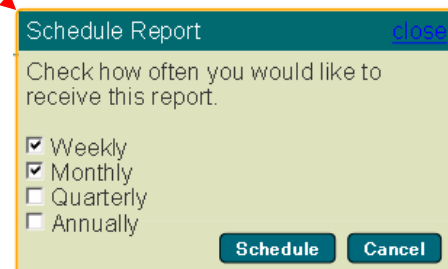 Schedule Report close
Check how often you would like to
receive this report.
Weekly
Monthly
Quarterly
Annually
Schedule Cancel